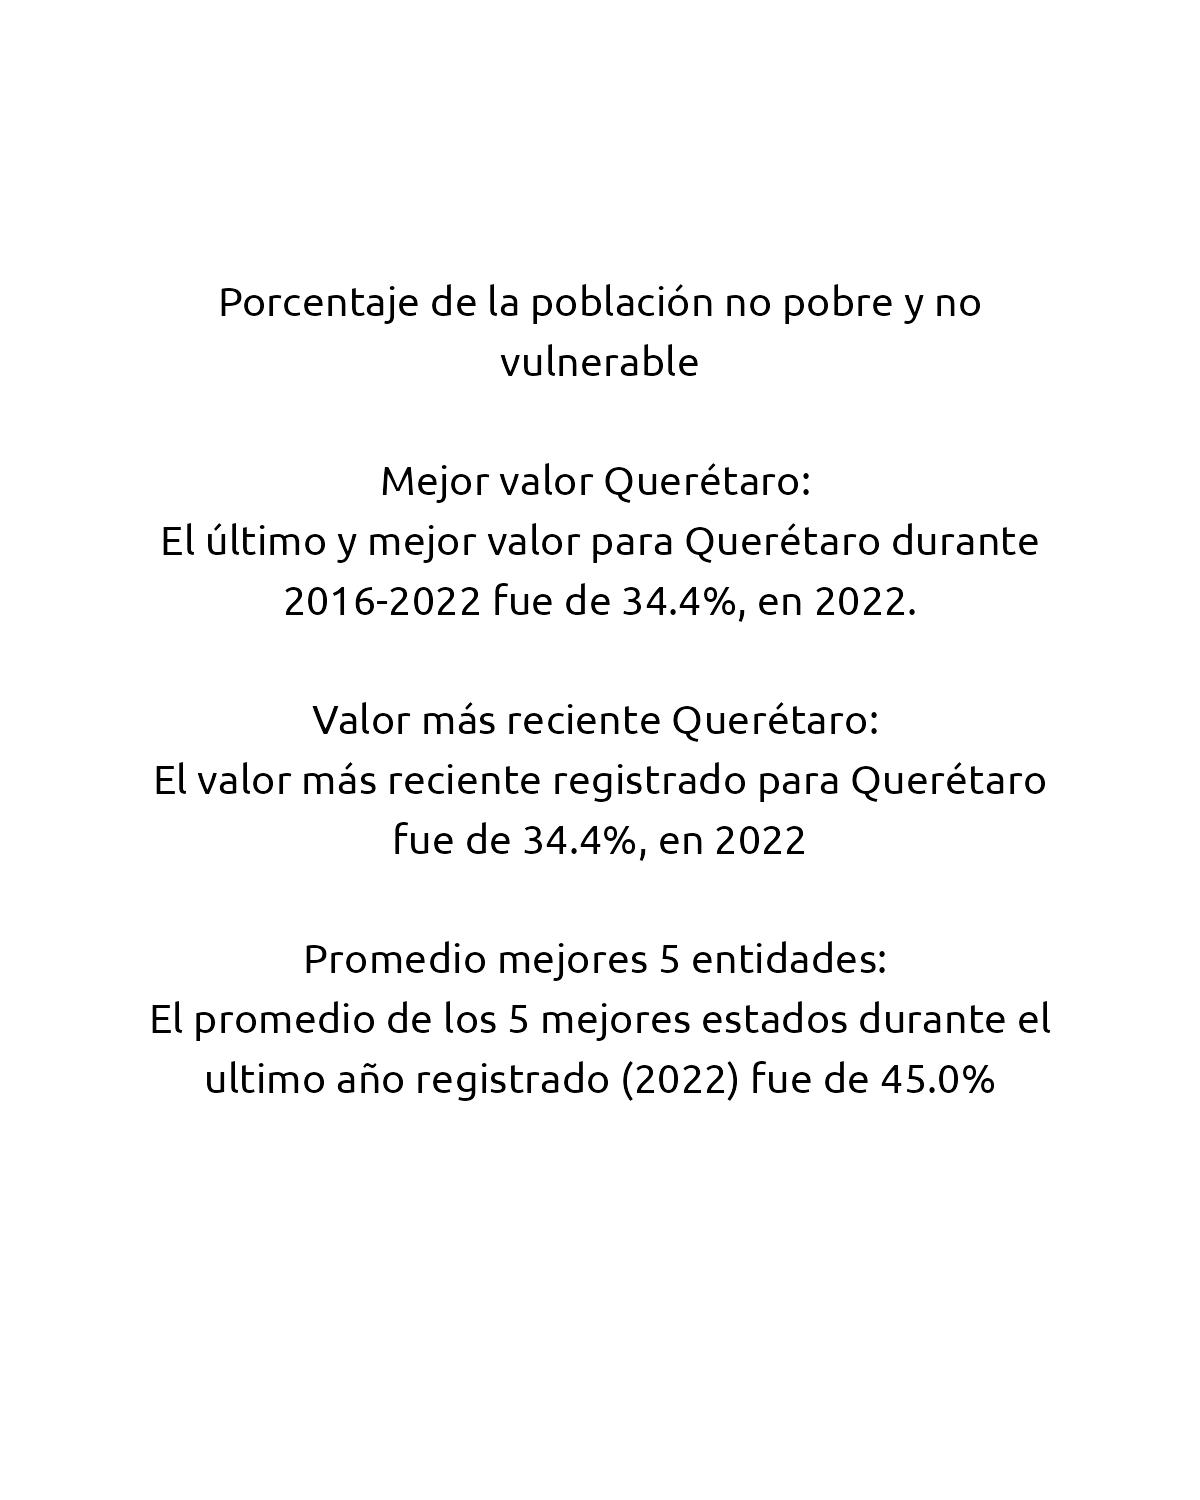 Porcentaje de la población no pobre y no
vulnerable
Mejor valor Querétaro:
El último y mejor valor para Querétaro durante
2016-2022 fue de 34.4%, en 2022.
Valor más reciente Querétaro:
El valor más reciente registrado para Querétaro
fue de 34.4%, en 2022
Promedio mejores 5 entidades:
El promedio de los 5 mejores estados durante el
ultimo año registrado (2022) fue de 45.0%